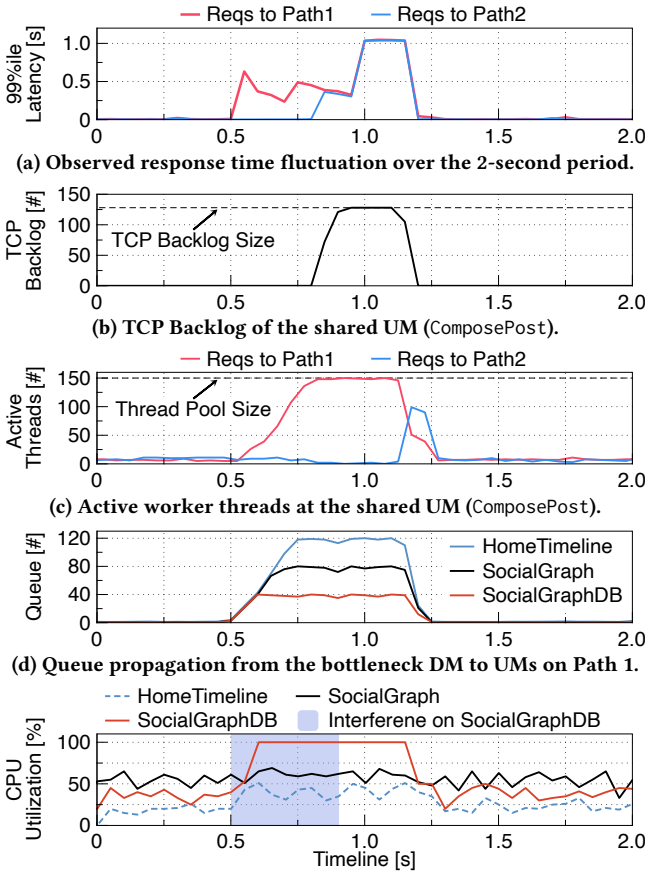 Reqs to Path1 Reqs to Path2
99%ile
Latency [s]
1.0
0.5
0
0 0.5 1.0 1.5 2.0
(a) Observed response time fluctuation over the 2-second period.
TCP
Backlog [#]
150
100
50
0
TCP Backlog Size
0 0.5 1.0 1.5 2.0
(b) TCP Backlog of the shared UM (ComposePost).
Reqs to Path1 Reqs to Path2
Active
Threads [#]
150
100
50
0
Thread Pool Size
0 0.5 1.0 1.5 2.0
(c) Active worker threads at the shared UM (ComposePost).
Queue [#]
120
80
40
0
HomeTimeline
SocialGraph
SocialGraphDB
0 0.5 1.0 1.5 2.0
(d) Queue propagation from the bottleneck DM to UMs on Path 1.
HomeTimeline SocialGraph
SocialGraphDB Interferene on SocialGraphDB
CPU
Utilization [%]
100
50
0
0 0.5 1.0 1.5 2.0
Timeline [s]